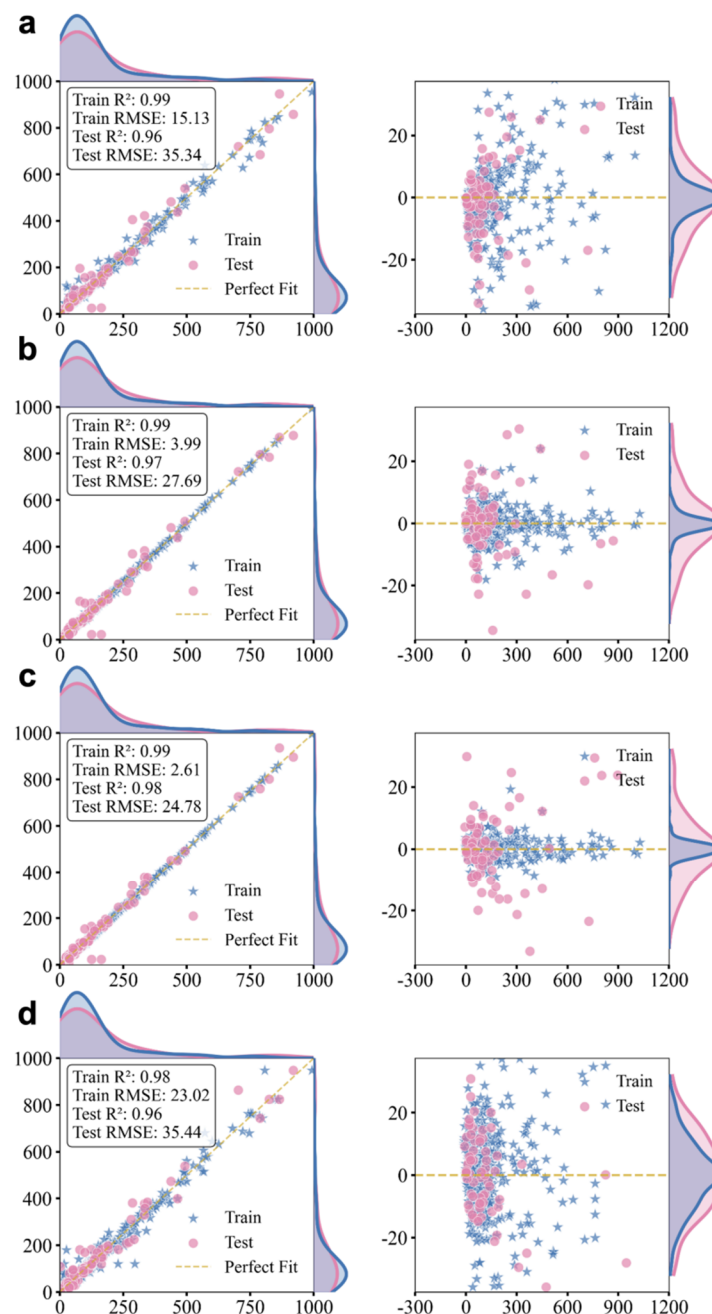 a
1000
800
600
400
200
0
Train R²: 0.99
Train RMSE: 15.13
Test R²: 0.96
Test RMSE: 35.34
Train
Test
Perfect Fit
0 250 500 750 1000
20
0
-20
Train
Test
-300 0 300 600 900 1200
b
1000
800
600
400
200
0
Train R²: 0.99
Train RMSE: 3.99
Test R²: 0.97
Test RMSE: 27.69
Train
Test
Perfect Fit
0 250 500 750 1000
20
0
-20
Train
Test
-300 0 300 600 900 1200
c
1000
800
600
400
200
0
Train R²: 0.99
Train RMSE: 2.61
Test R²: 0.98
Test RMSE: 24.78
Train
Test
Perfect Fit
0 250 500 750 1000
20
0
-20
Train
Test
-300 0 300 600 900 1200
d
1000
800
600
400
200
0
Train R²: 0.98
Train RMSE: 23.02
Test R²: 0.96
Test RMSE: 35.44
Train
Test
Perfect Fit
0 250 500 750 1000
20
0
-20
Train
Test
-300 0 300 600 900 1200